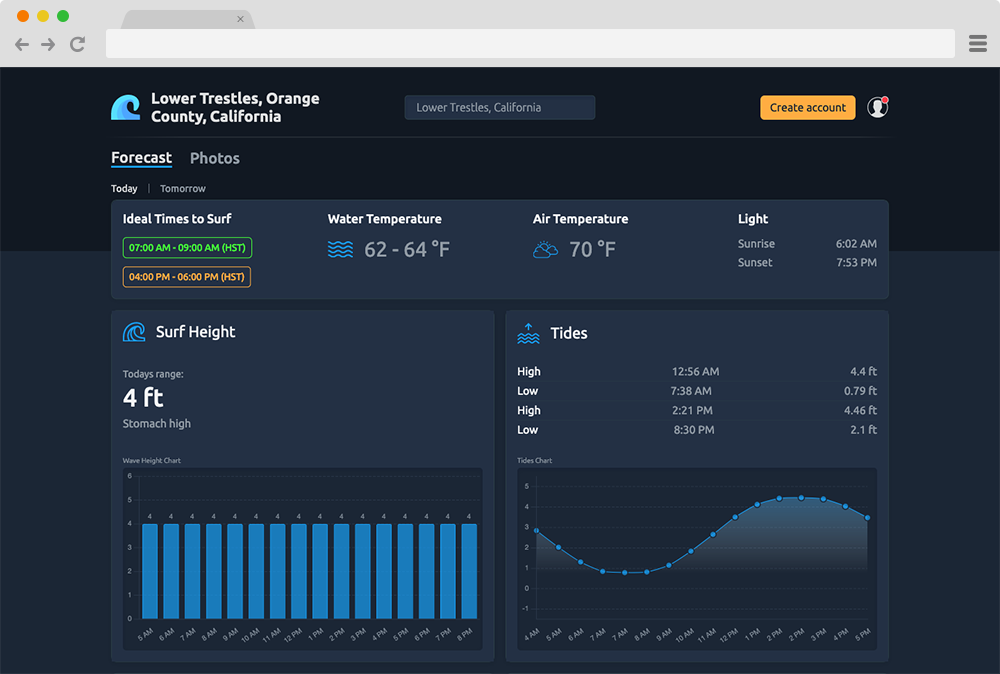 Lower Trestles, Orange
County, California
Lower Trestles, California
Create account
Forecast Photos
Today | Tomorrow
Ideal Times to Surf
07:00 AM - 09:00 AM (HST)
04:00 PM - 06:00 PM (HST)
Water Temperature
62 - 64 °F
Air Temperature
70 °F
Light
Sunrise 6:02 AM
Sunset 7:53 PM
Surf Height
Todays range:
4 ft
Stomach high
Wave Height Chart
6
5
4
3
2
1
0
4 4 4 4 4 4 4 4 4 4 4 4 4 4 4 4
5 AM 6 AM 7 AM 8 AM 9 AM 10 AM 11 AM 12 PM 1 PM 2 PM 3 PM 4 PM 5 PM 6 PM 7 PM 8 PM
Tides
High 12:56 AM 4.4 ft
Low 7:38 AM 0.79 ft
High 2:21 PM 4.46 ft
Low 8:30 PM 2.1 ft
Tides Chart
5
4
3
2
1
0
-1
4 AM 5 AM 6 AM 7 AM 7 AM 8 AM 9 AM 10 AM 11 AM 12 PM 1 PM 2 PM 2 PM 3 PM 4 PM 5 PM